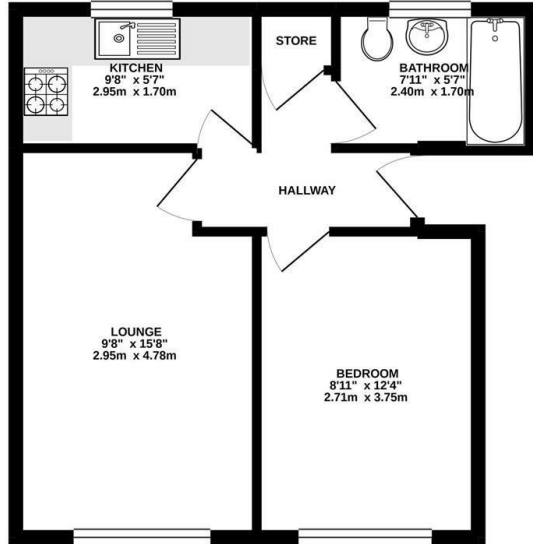 STORE
KITCHEN
9'8" x 5'7"
2.95m x 1.70m
BATHROOM
7'11" x 5'7"
2.40m x 1.70m
HALLWAY
LOUNGE
9'8" x 15'8"
2.95m x 4.78m
BEDROOM
8'11" x 12'4"
2.71m x 3.75m